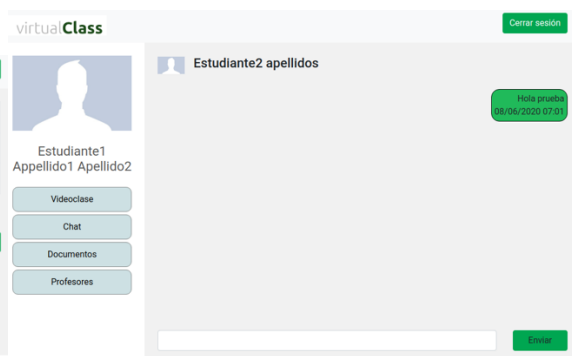 virtualClass
Cerrar sesión
Estudiante1
Appellido1 Apellido2
Videoclase
Chat
Documentos
Profesores
Estudiante2 apellidos
Hola prueba
08/06/2020 07:01
Enviar